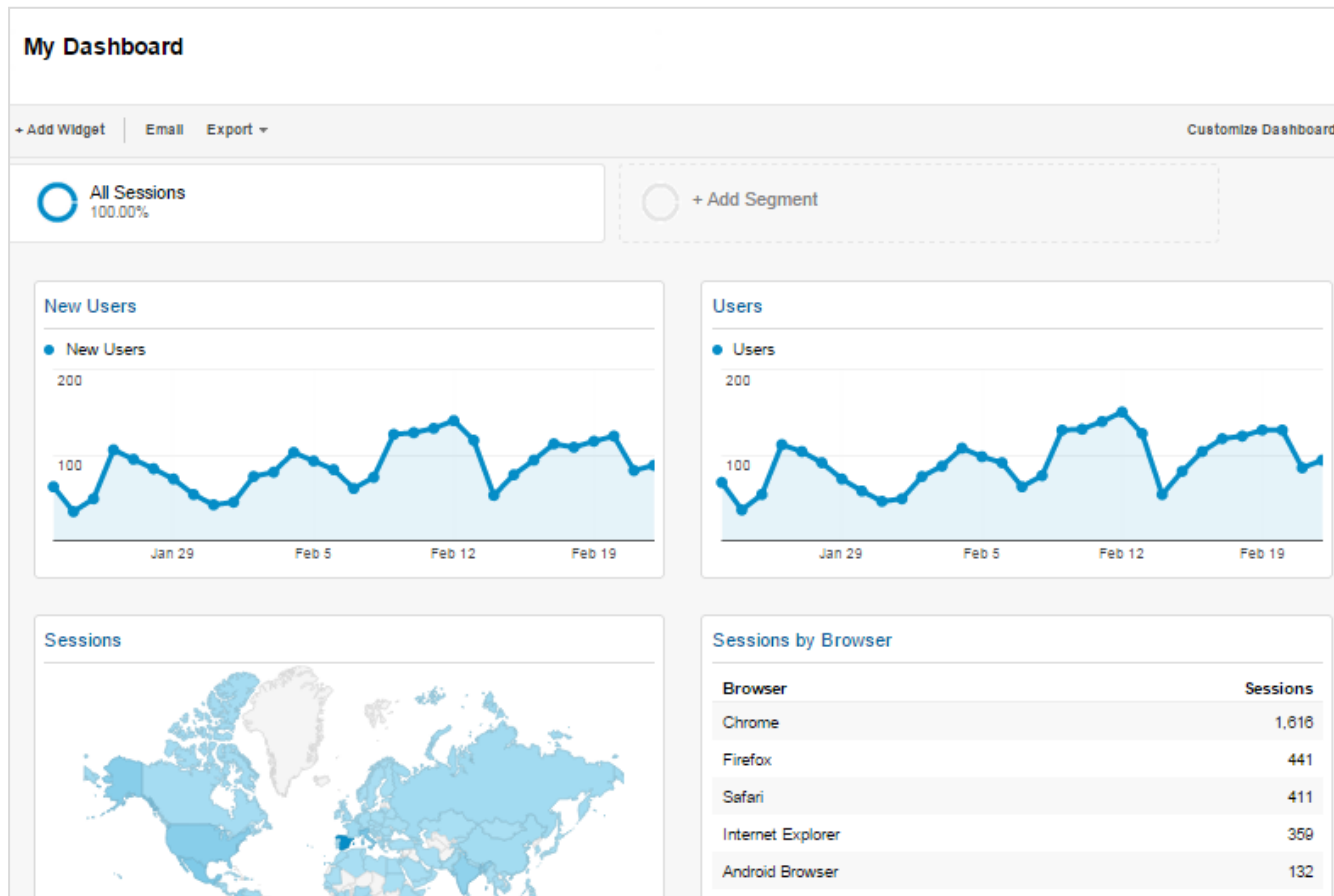 My Dashboard
+ Add Widget
Email
Export
Customize Dashboard
All Sessions
100.00%
+ Add Segment
New Users
New Users
200
100
Jan 29
Feb 5
Feb 12
Feb 19
Users
Users
200
100
Jan 29
Feb 5
Feb 12
Feb 19
Sessions
Sessions by Browser
Browser Sessions
Chrome 1,616
Firefox 441
Safari 411
Internet Explorer 359
Android Browser 132